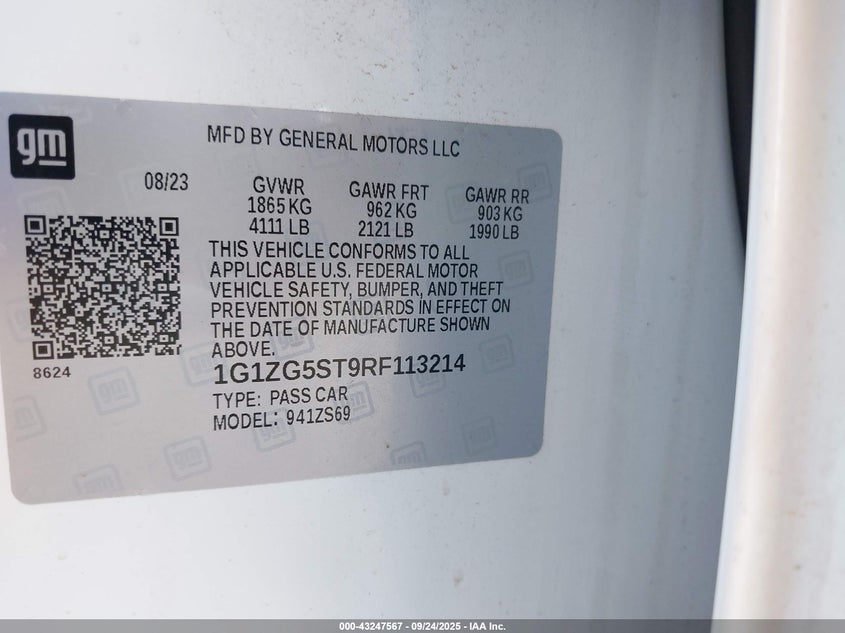 gm
MFD BY GENERAL MOTORS LLC
08/23
GVWR GAWR FRT GAWR RR
1865 KG 962 KG 903 KG
4111 LB 2121 LB 1990 LB
THIS VEHICLE CONFORMS TO ALL
APPLICABLE U.S. FEDERAL MOTOR
VEHICLE SAFETY, BUMPER, AND THEFT
PREVENTION STANDARDS IN EFFECT ON
THE DATE OF MANUFACTURE SHOWN
ABOVE.
8624
1G1ZG5ST9RF113214
TYPE: PASS CAR
MODEL: 941ZS69
000-43247567 - 09/24/2025 - IAA Inc.